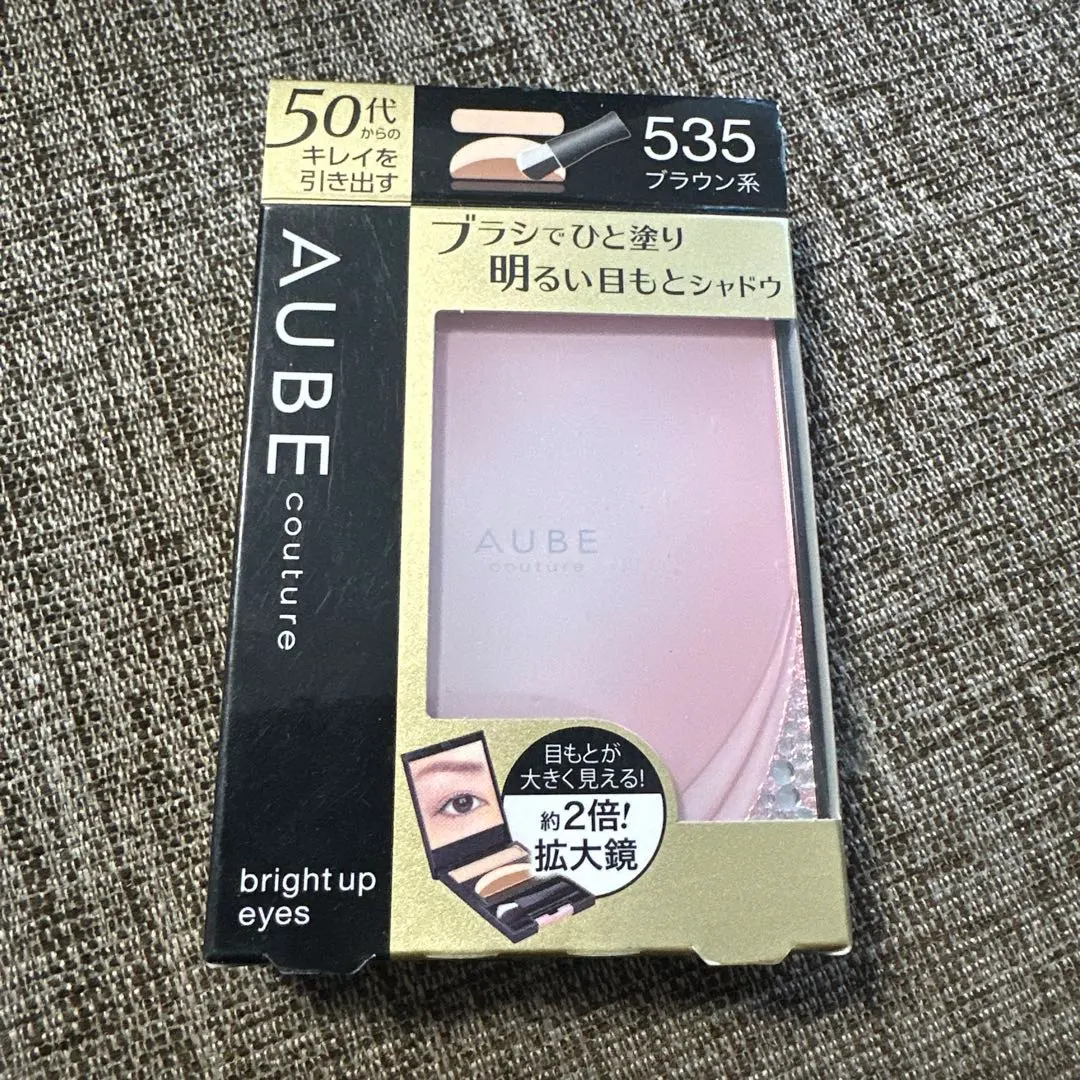 50代
からの
キレイを
引き出す
535
ブラウン系
ブラシでひと塗り
明るい目もとシャドウ
AUBE
couture
AUBE
couture
目もとが
大きく見える!
約2倍!
拡大鏡
bright up
eyes